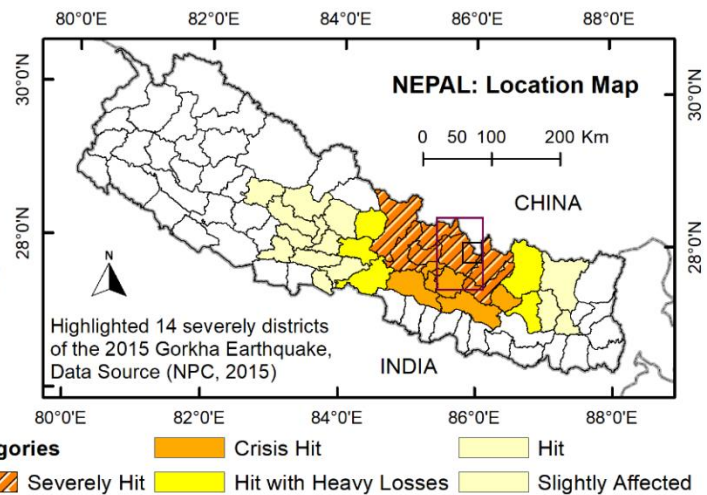 80°0'E 82°0'E 84°0'E 86°0'E 88°0'E
30°0'N
NEPAL: Location Map
30°0'N
0 50 100 200 Km
CHINA
28°0'N
28°0'N
N
Highlighted 14 severely districts
of the 2015 Gorkha Earthquake,
Data Source (NPC, 2015)
INDIA
80°0'E 82°0'E 84°0'E 86°0'E 88°0'E
gories Crisis Hit Hit
Severely Hit Hit with Heavy Losses Slightly Affected